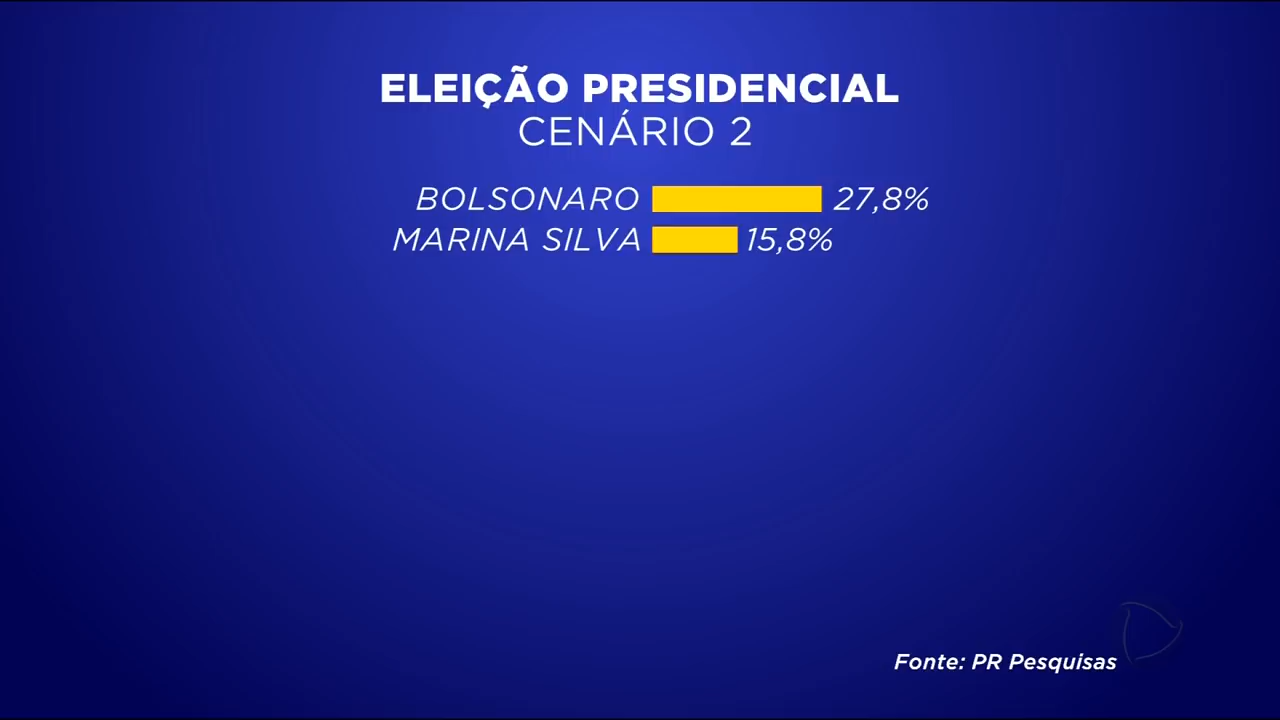 ELEIÇÃO PRESIDENCIAL
CENÁRIO 2
BOLSONARO 27,8%
MARINA SILVA 15,8%
Fonte: PR Pesquisas